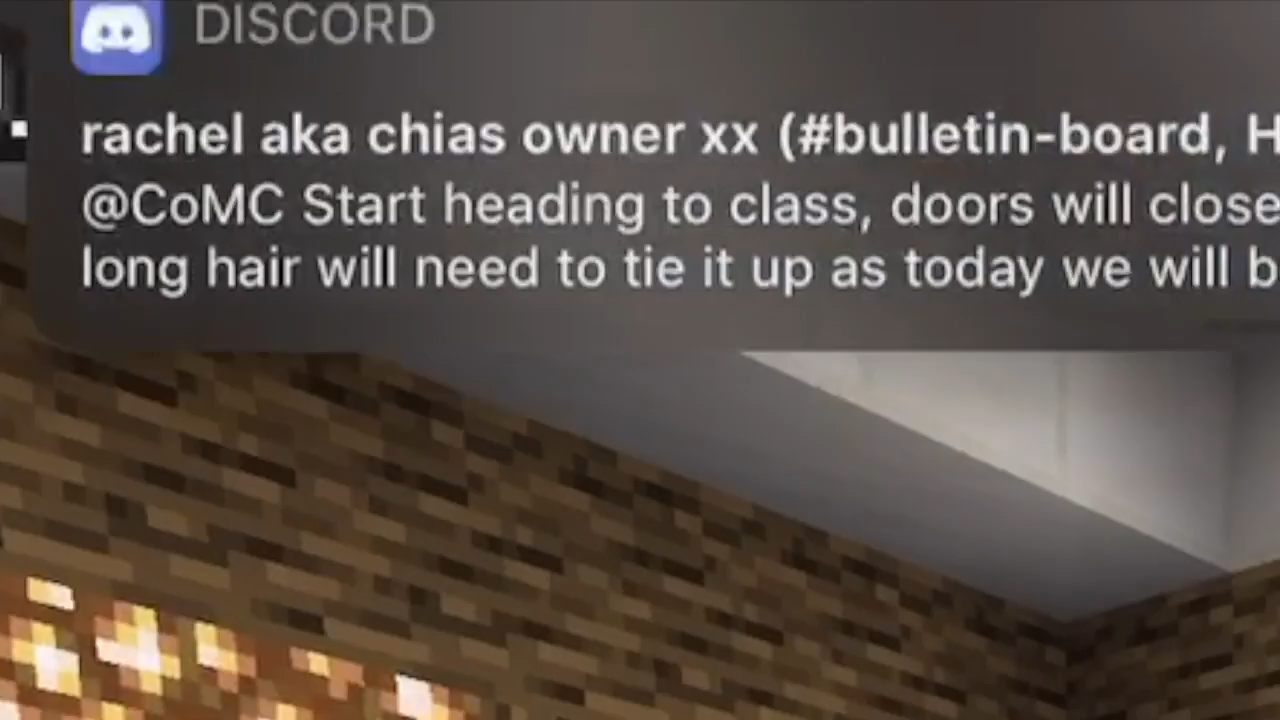 DISCORD
rachel aka chias owner xx (#bulletin-board, H
@CoMC Start heading to class, doors will close
long hair will need to tie it up as today we will b